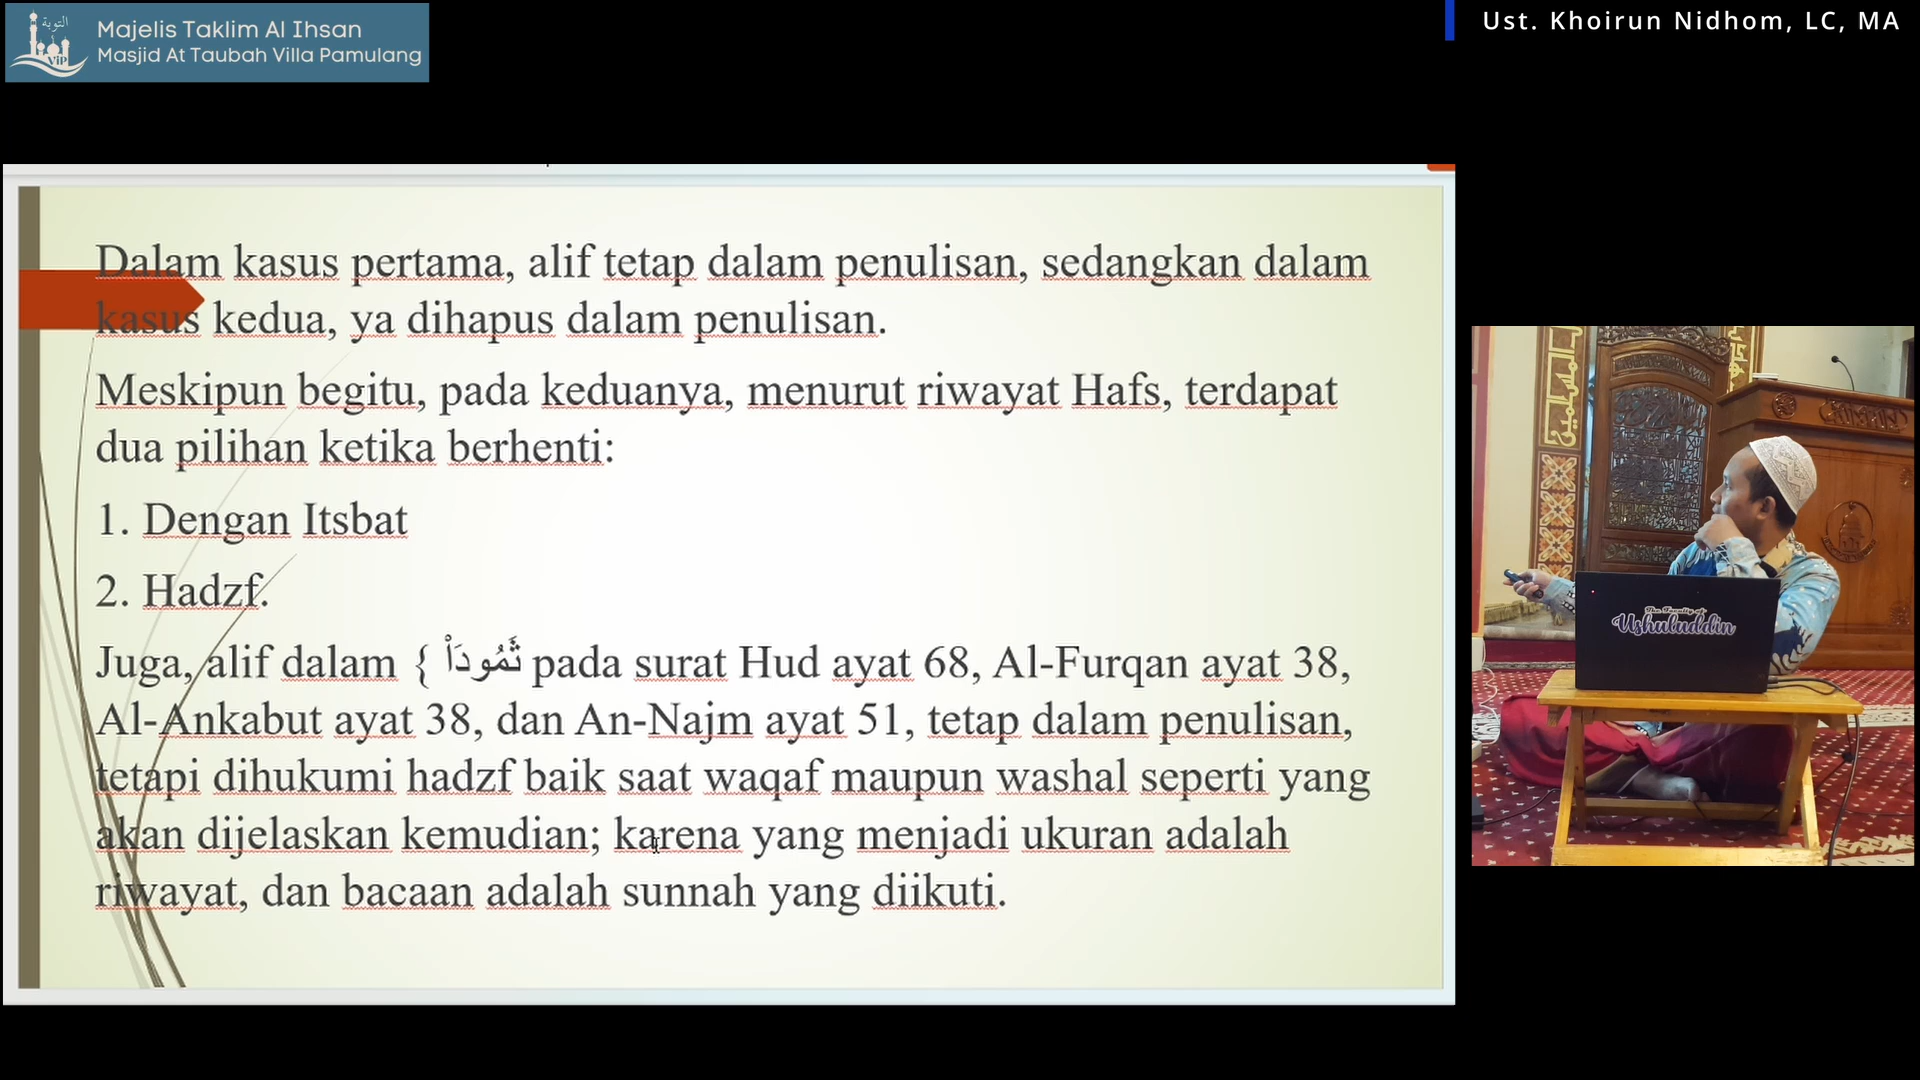 التوبة
VIP
Majelis Taklim Al Ihsan
Masjid At Taubah Villa Pamulang
Ust. Khoirun Nidhom, LC, MA
Dalam kasus pertama, alif tetap dalam penulisan, sedangkan dalam
kasus kedua, ya dihapus dalam penulisan.
Meskipun begitu, pada keduanya, menurut riwayat Hafs, terdapat
dua pilihan ketika berhenti:
1. Dengan Itsbat
2. Hadzf.
Juga, alif dalam { ثَمُودَاْ pada surat Hud ayat 68, Al-Furqan ayat 38,
Al-Ankabut ayat 38, dan An-Najm ayat 51, tetap dalam penulisan,
tetapi dihukumi hadzf baik saat waqaf maupun washal seperti yang
akan dijelaskan kemudian; karena yang menjadi ukuran adalah
riwayat, dan bacaan adalah sunnah yang diikuti.
The Faculty of
Ushuluddin